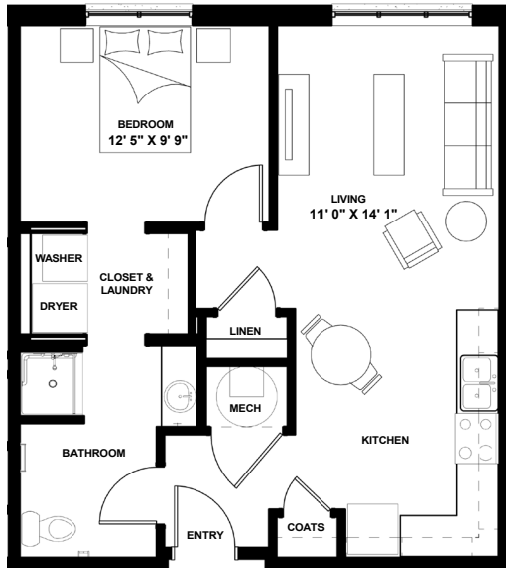 BEDROOM
12' 5" X 9' 9"
LIVING
11' 0" X 14' 1"
WASHER
CLOSET &
LAUNDRY
DRYER
LINEN
MECH
KITCHEN
BATHROOM
ENTRY
COATS